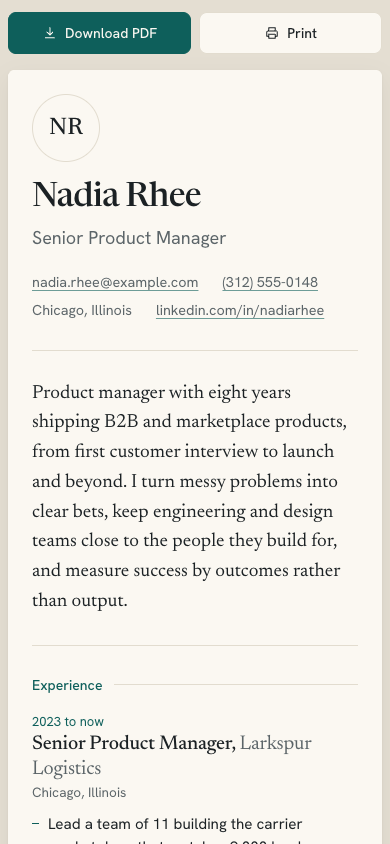 Download PDF
Print
NR
Nadia Rhee
Senior Product Manager
nadia.rhee@example.com
(312) 555-0148
Chicago, Illinois
linkedin.com/in/nadiarhee
Product manager with eight years
shipping B2B and marketplace products,
from first customer interview to launch
and beyond. I turn messy problems into
clear bets, keep engineering and design
teams close to the people they build for,
and measure success by outcomes rather
than output.
Experience
2023 to now
Senior Product Manager, Larkspur
Logistics
Chicago, Illinois
– Lead a team of 11 building the carrier